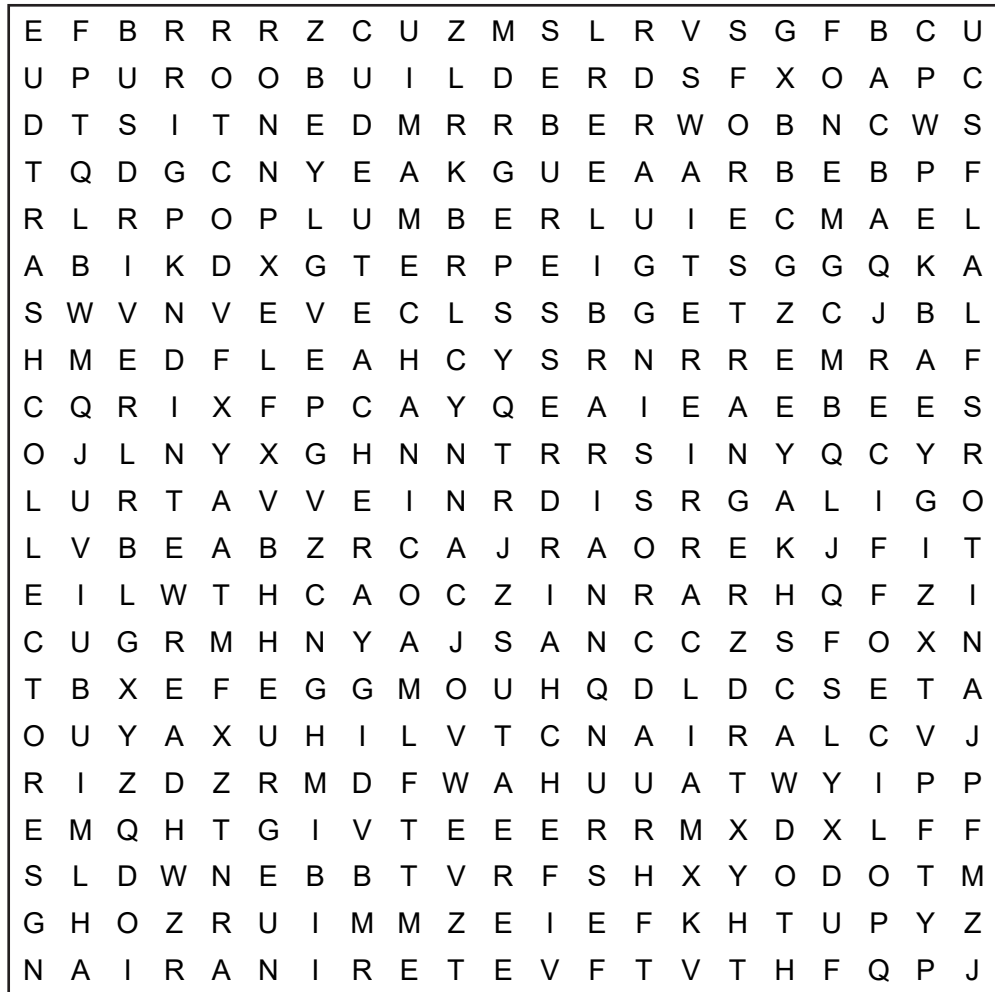 E F B R R R Z C U Z M S L R V S G F B C U
U P U R O O B U I L D E R D S F X O A P C
D T S I T N E D M R R B E R W O B N C W S
T Q D G C N Y E A K G U E A A R B E B P F
R L R P O P L U M B E R L U I E C M A E L
A B I K D X G T E R P E I G T S G G Q K A
S W V N V E V E C L S S B G E T Z C J B L
H M E D F L E A H C Y S R N R R E M R A F
C Q R I X F P C A Y Q E A I E A E B E E S
O J L N Y X G H N N T R R S I N Y Q C Y R
L U R T A V V E I N R D I S R G A L I G O
L V B E A B Z R C A J R A O R E K J F I T
E I L W T H C A O C Z I N R A R H Q F Z I
C U G R M H N Y A J S A N C C Z S F O X N
T B X E F E G G M O U H Q D L D C S E T A
O U Y A X U H I L V T C N A I R A L C V J
R I Z D Z R M D F W A H U U A T W Y I P P
E M Q H T G I V T E E E R R M X D X L F F
S L D W N E B B T V R F S H X Y O D O T M
G H O Z R U I M M Z E I E F K H T U P Y Z
N A I R A N I R E T E V F T V T H F Q P J